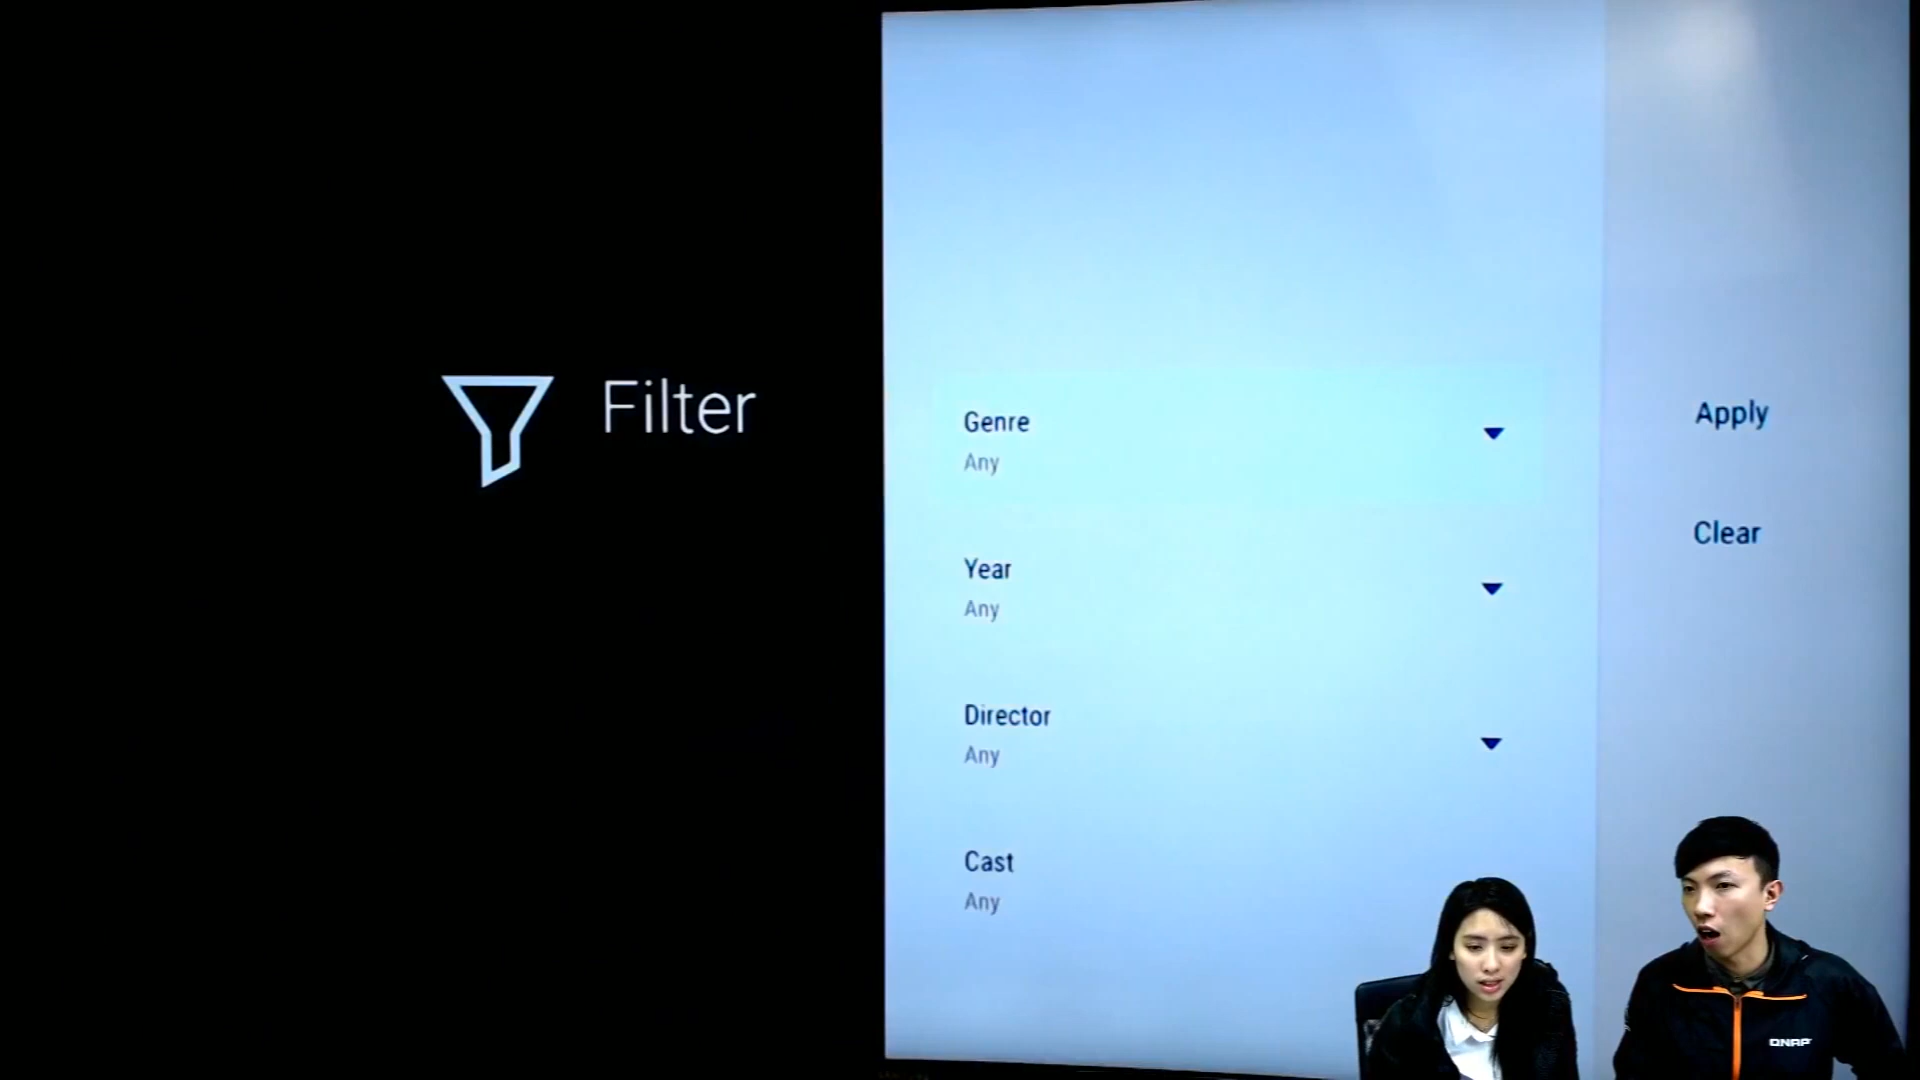 Filter
Genre
Any
Year
Any
Director
Any
Cast
Any
Apply
Clear
QNAP